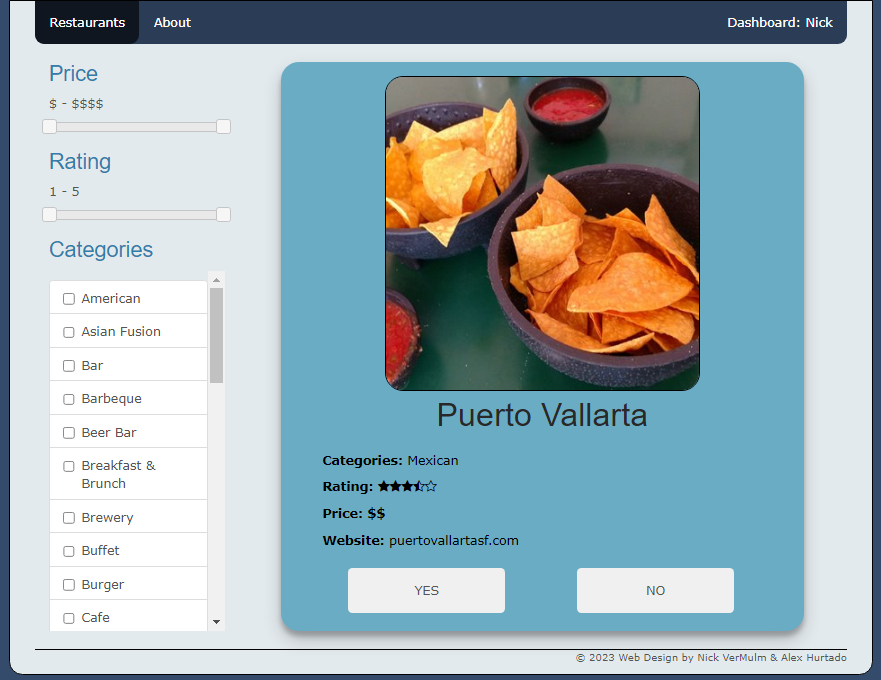 Restaurants About Dashboard: Nick
Price
$ - $$$$
Rating
1 - 5
Categories
American
Asian Fusion
Bar
Barbeque
Beer Bar
Breakfast &
Brunch
Brewery
Buffet
Burger
Cafe
Puerto Vallarta
Categories: Mexican
Rating:
Price: $$
Website: puertovallartasf.com
YES NO
© 2023 Web Design by Nick VerMulm & Alex Hurtado